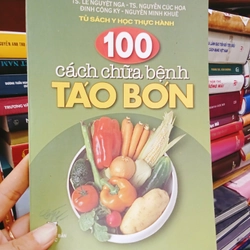 TS. LÊ NGUYỆT NGA - TS. NGUYỄN CÚC HOA
ĐINH CÔNG KỲ - NGUYỄN MINH KHUÊ
TỦ SÁCH Y HỌC THỰC HÀNH
100
cách chữa bệnh
TÁO BÓN